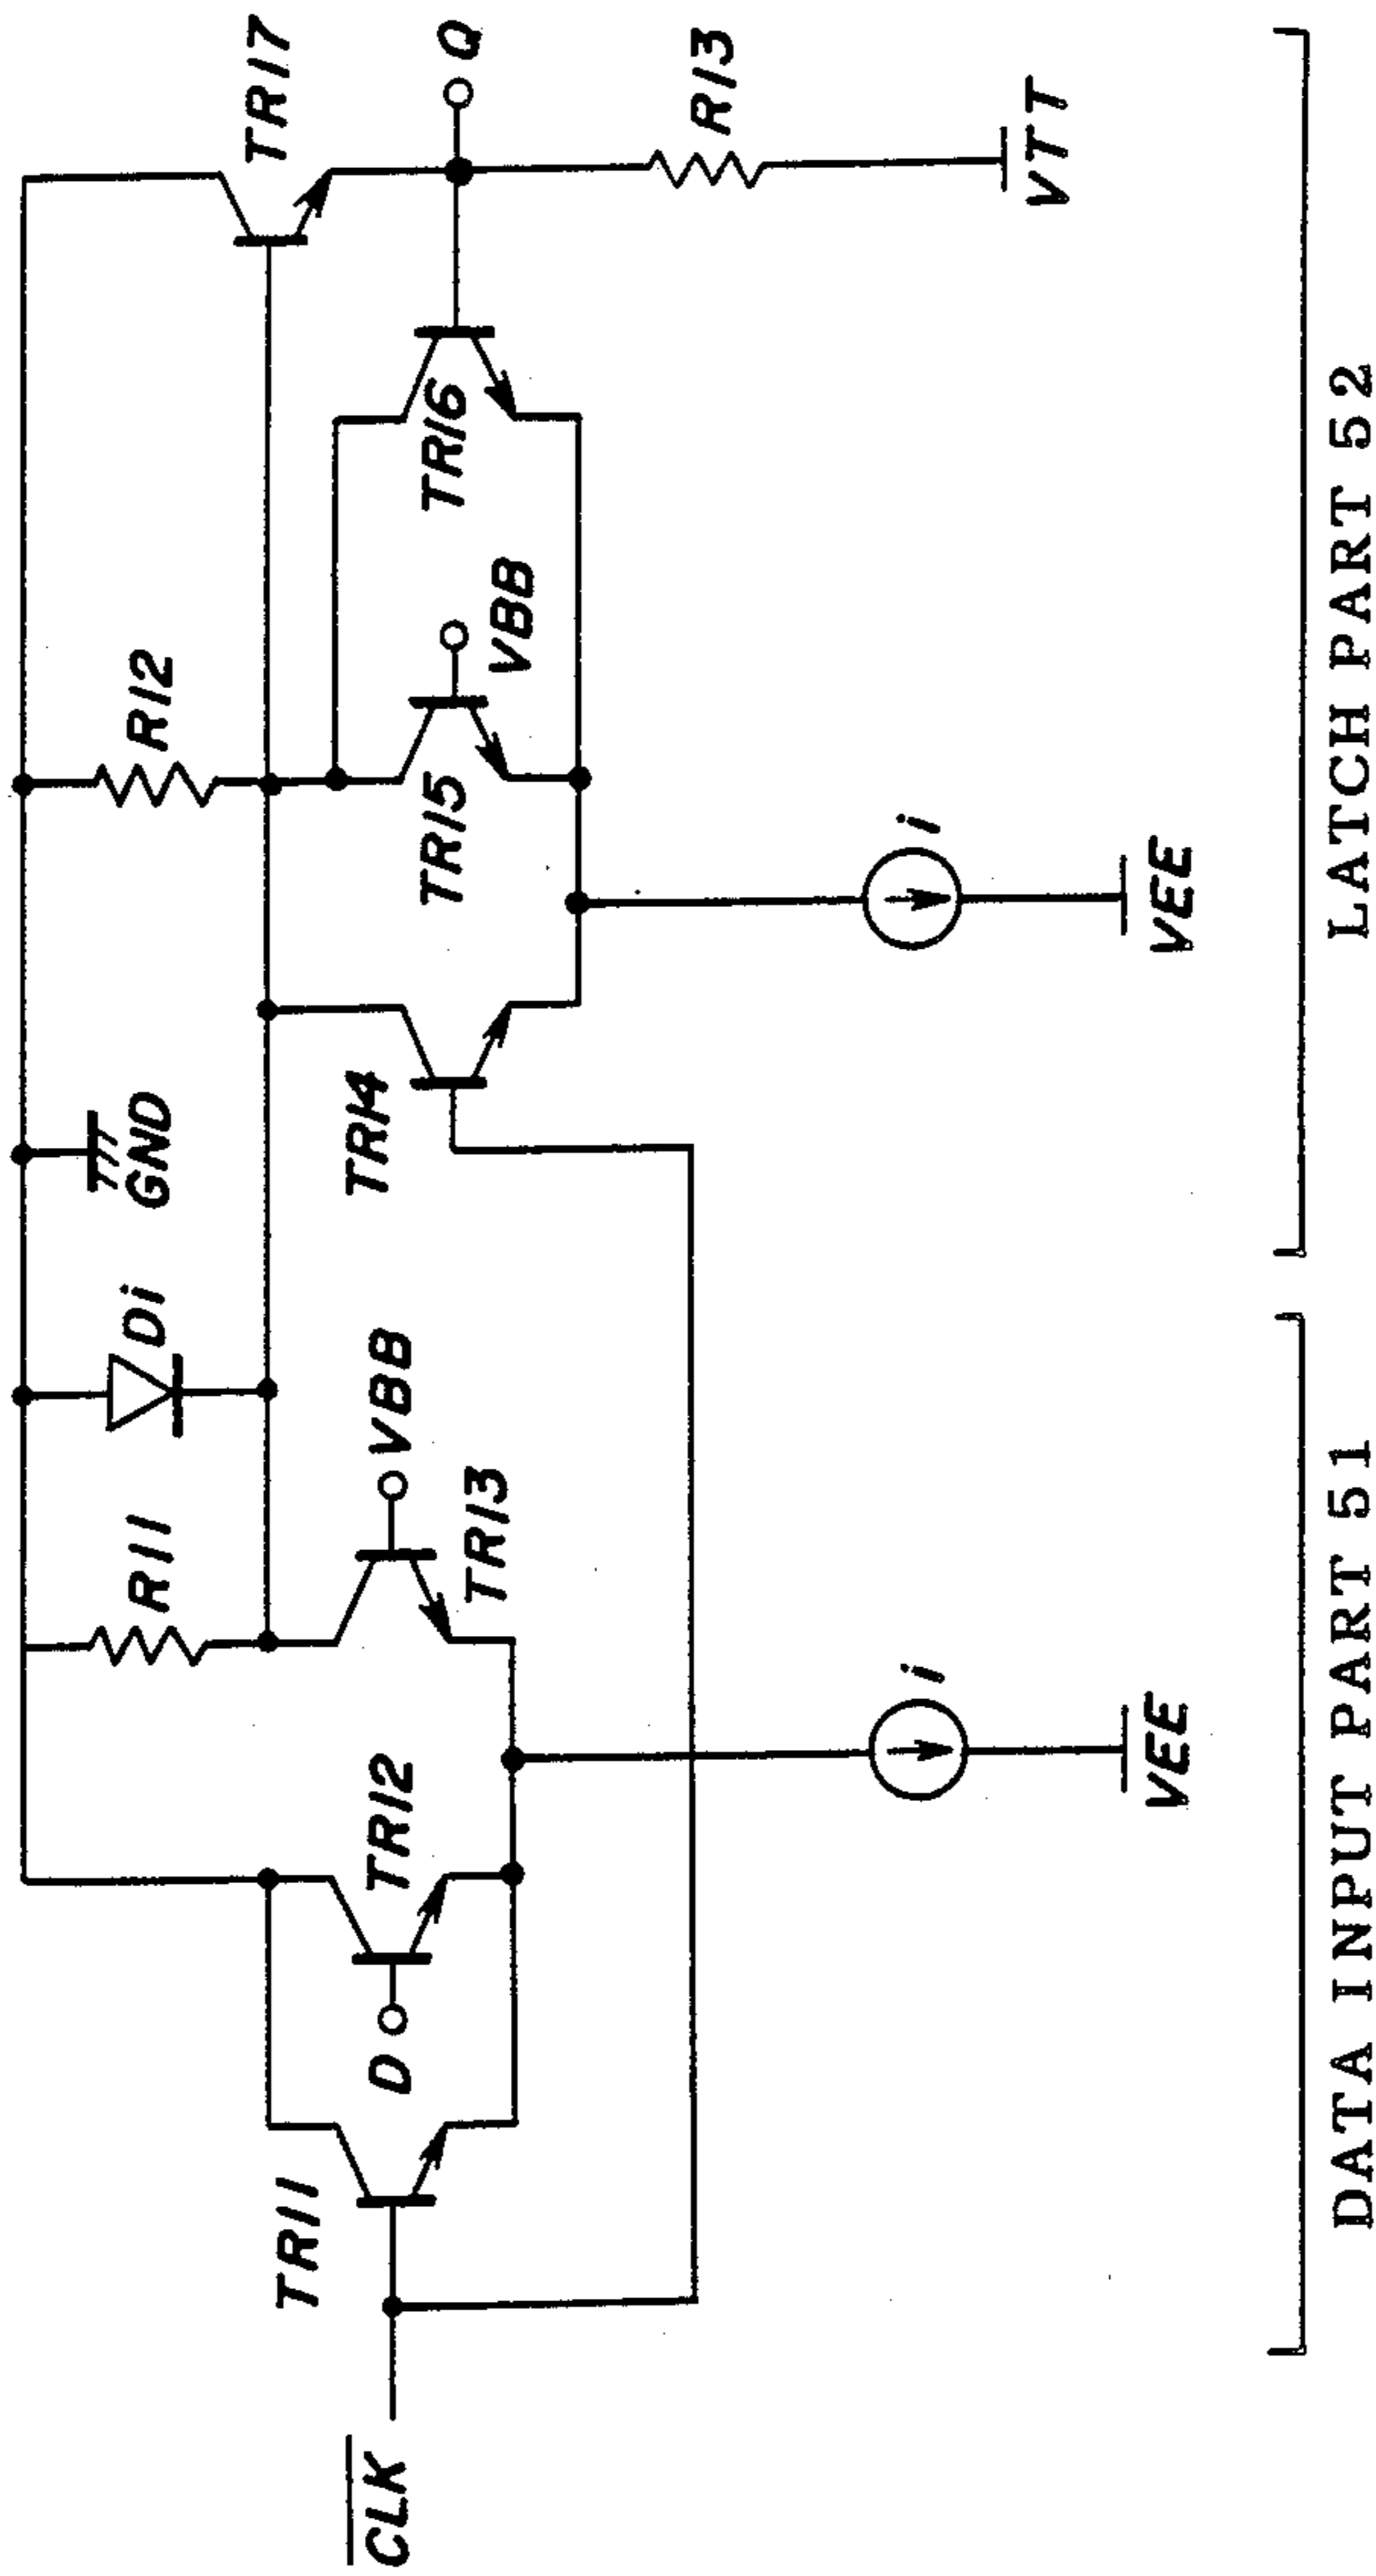 TR17
Q
R13
VTT
R12
TR16
VBB
TR15
i
VEE
GND
TR14
Di
VBB
R11
TR13
i
VEE
TR12
D
TR11
CLK
LATCH PART 52
DATA INPUT PART 51